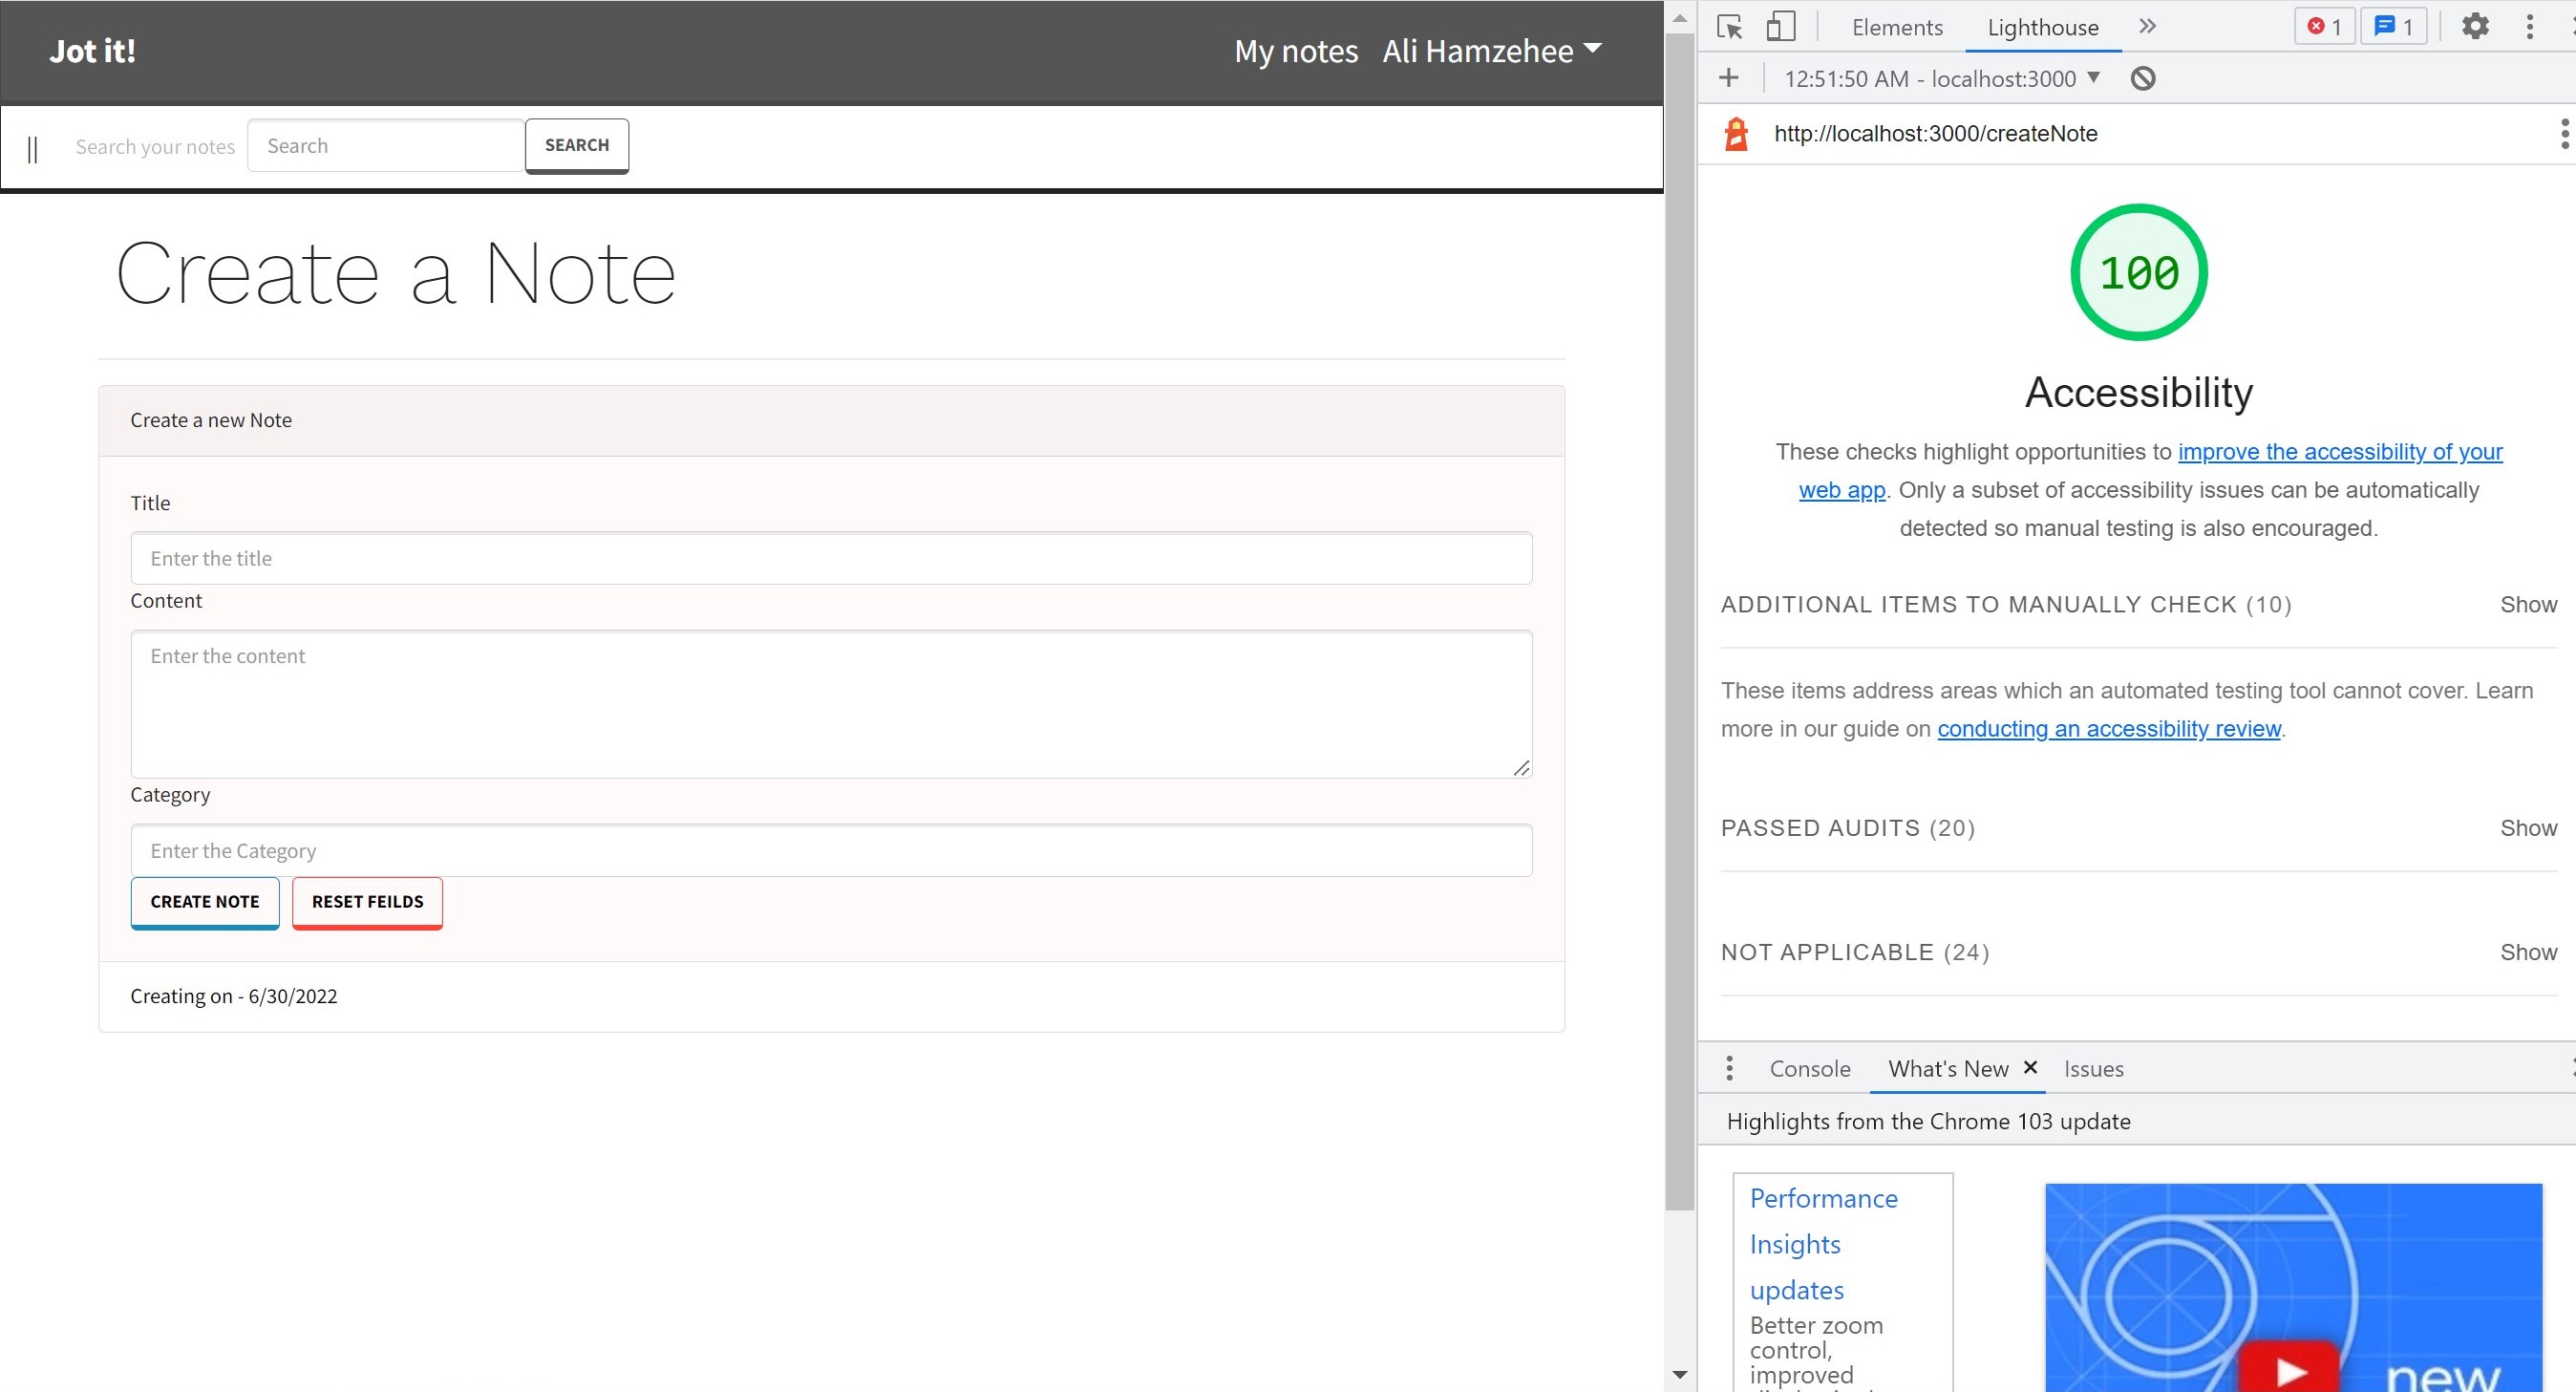 Jot it!
My notes
Ali Hamzehee
||
Search your notes
Search
SEARCH
Create a Note
Create a new Note
Title
Enter the title
Content
Enter the content
Category
Enter the Category
CREATE NOTE
RESET FEILDS
Creating on - 6/30/2022
Elements
Lighthouse
1
1
12:51:50 AM - localhost:3000
http://localhost:3000/createNote
100
Accessibility
These checks highlight opportunities to improve the accessibility of your
web app. Only a subset of accessibility issues can be automatically
detected so manual testing is also encouraged.
ADDITIONAL ITEMS TO MANUALLY CHECK (10)
Show
These items address areas which an automated testing tool cannot cover. Learn
more in our guide on conducting an accessibility review.
PASSED AUDITS (20)
Show
NOT APPLICABLE (24)
Show
Console
What's New
Issues
Highlights from the Chrome 103 update
Performance
Insights
updates
Better zoom
control,
improved
new